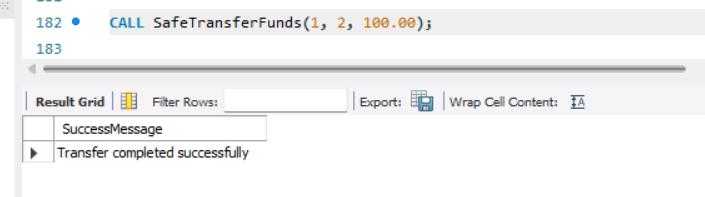 182 CALL SafeTransferFunds(1, 2, 100.00);
183
Result Grid Filter Rows: Export: Wrap Cell Content:
SuccessMessage
Transfer completed successfully